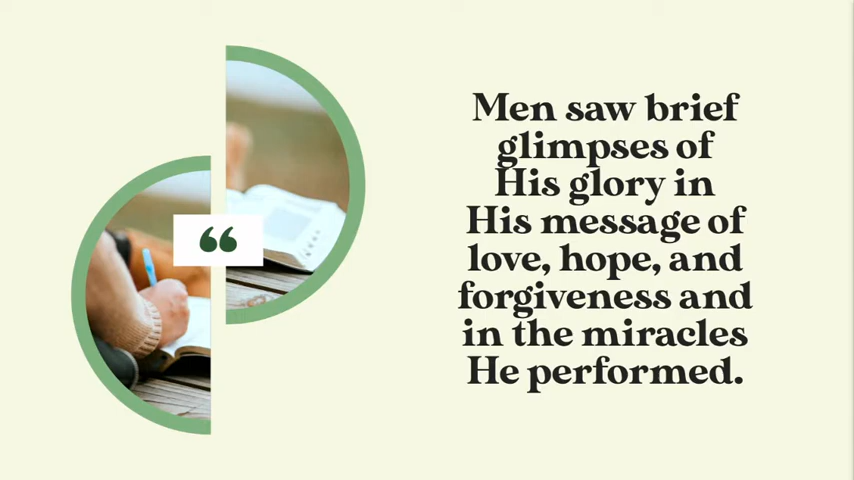 “
Men saw brief
glimpses of
His glory in
His message of
love, hope, and
forgiveness and
in the miracles
He performed.